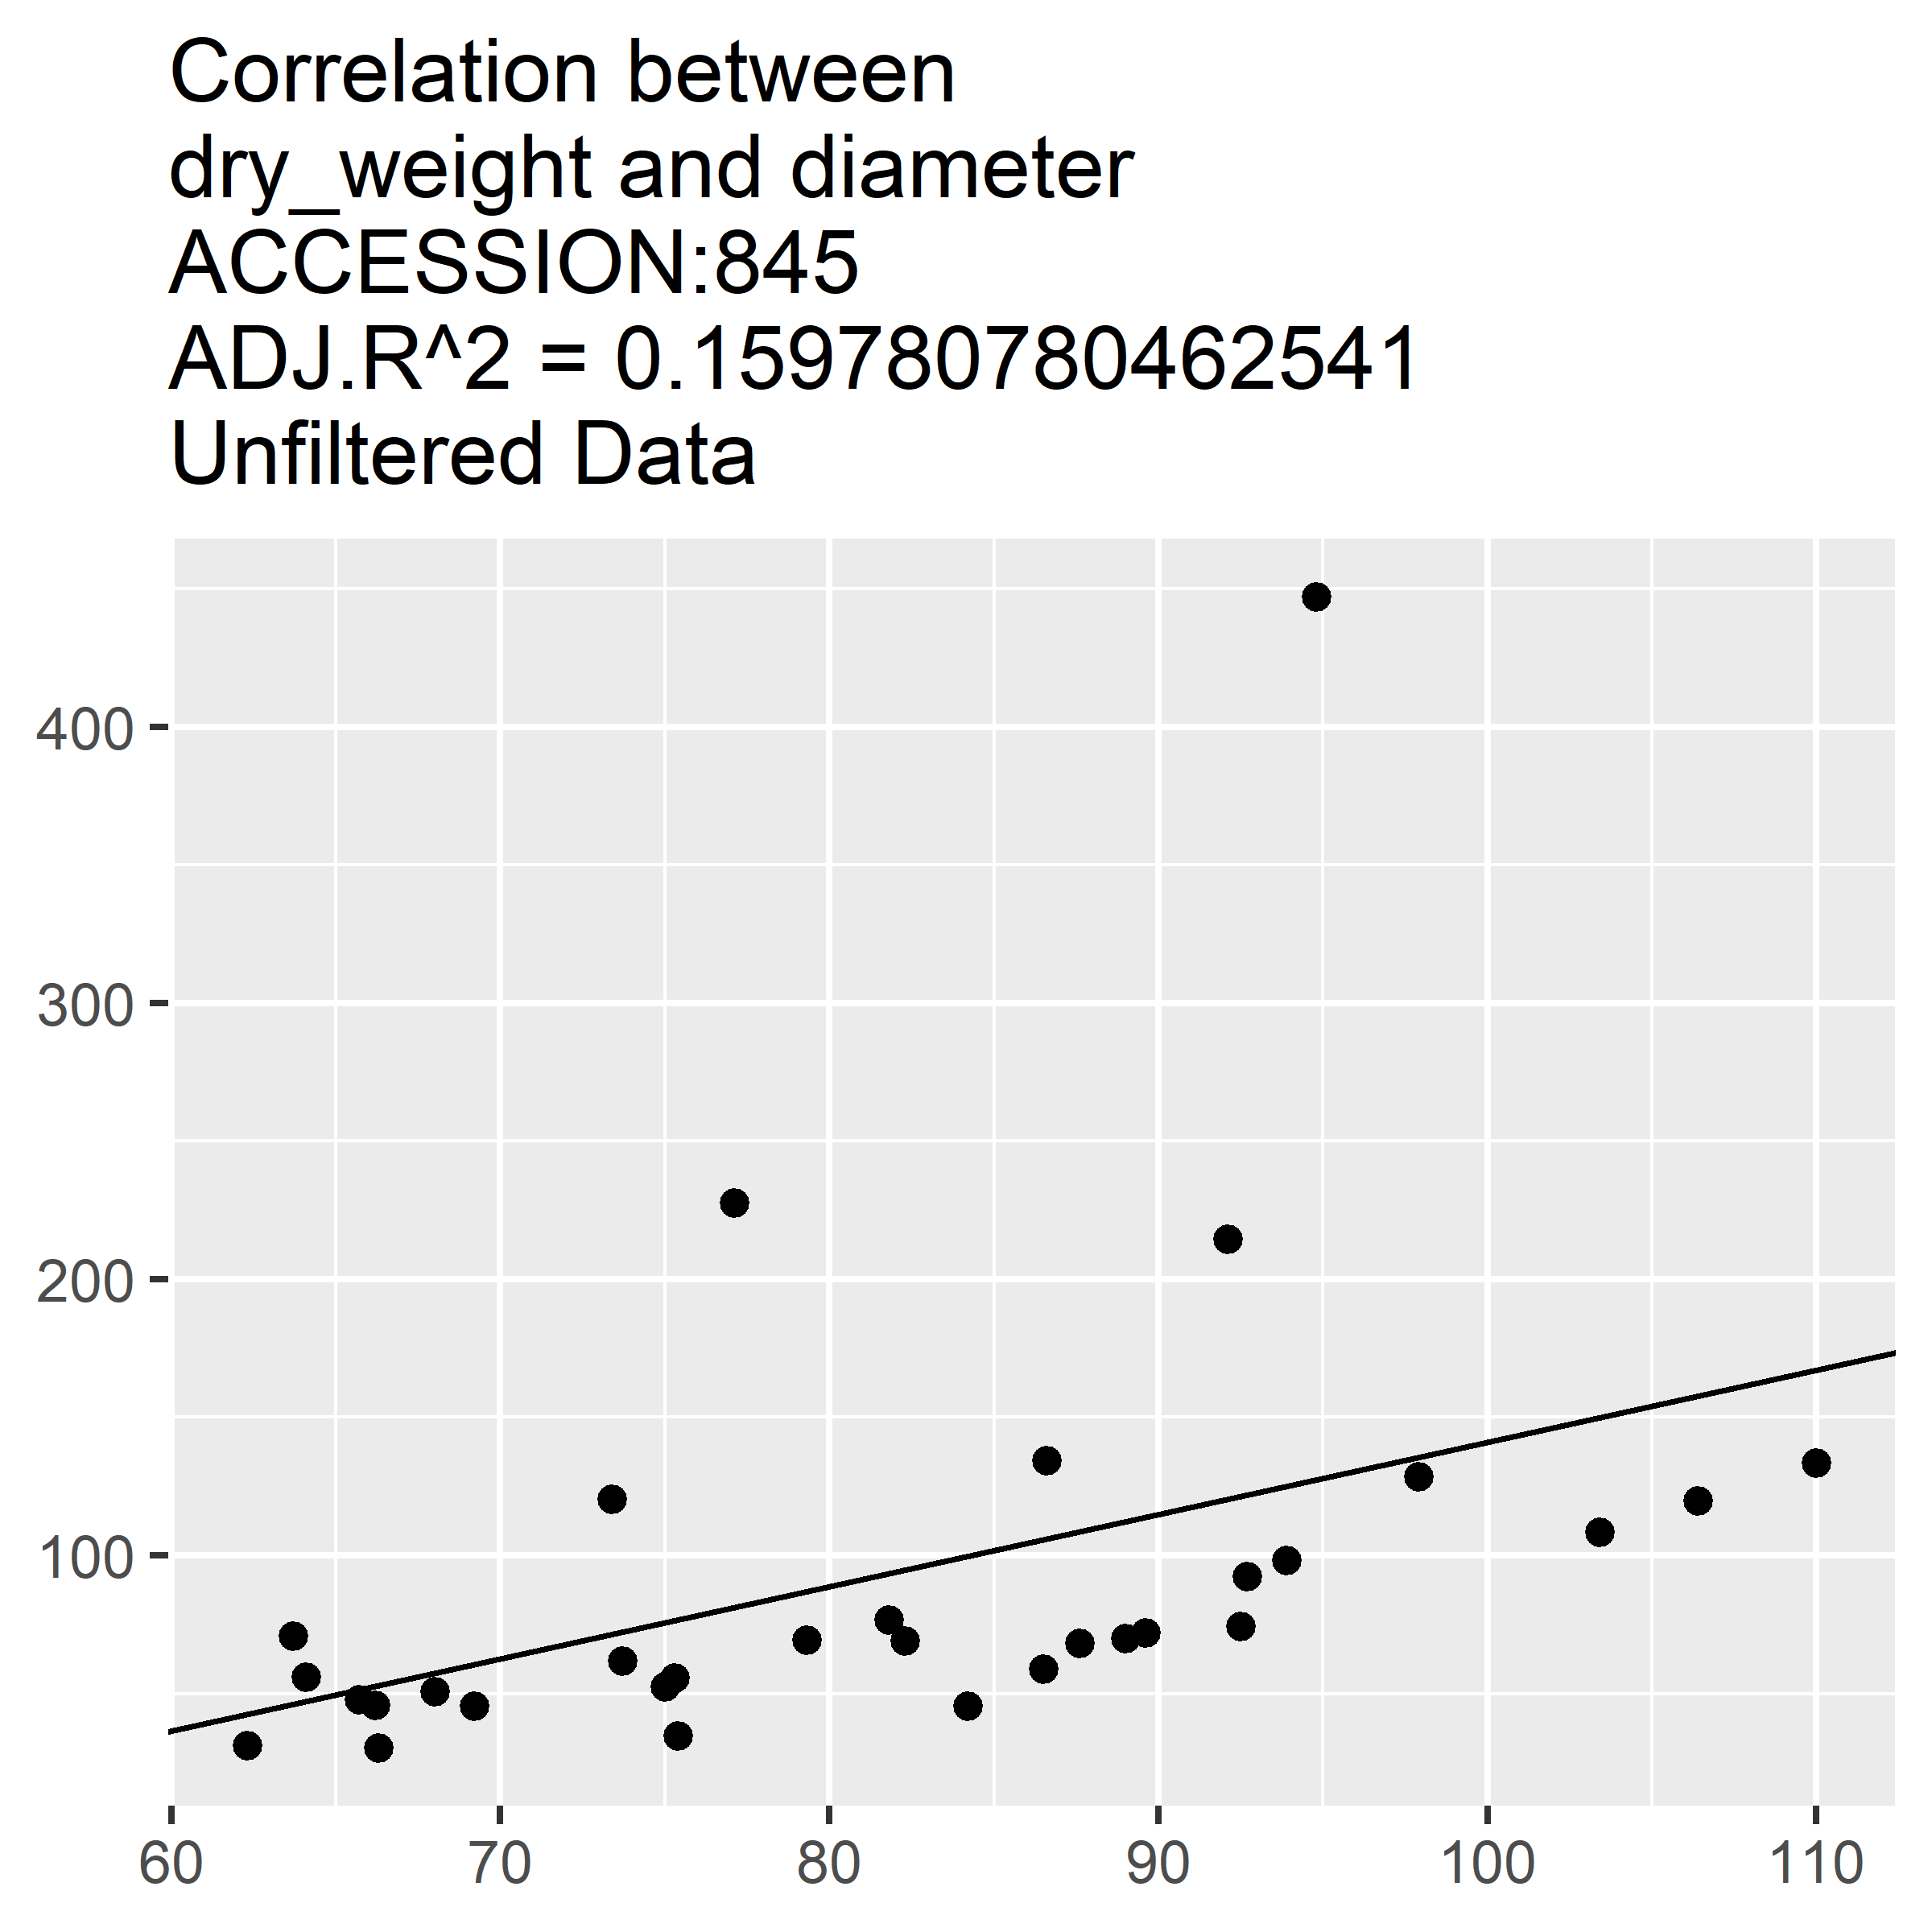 Correlation between
dry_weight and diameter
ACCESSION:845
ADJ.R^2 = 0.159780780462541
Unfiltered Data
400
300
200
100
60 70 80 90 100 110